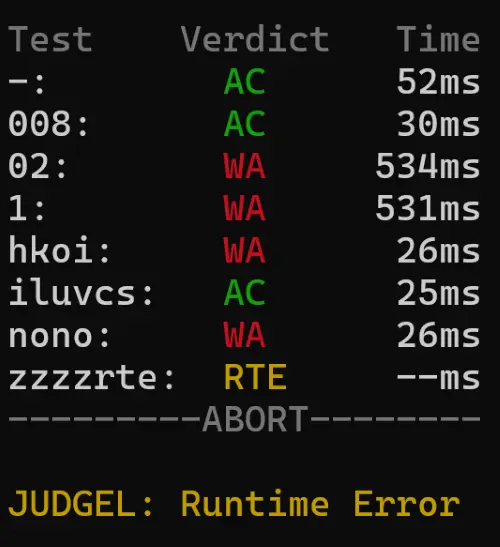 Test Verdict Time
-: AC 52ms
008: AC 30ms
02: WA 534ms
1: WA 531ms
hkoi: WA 26ms
iluvcs: AC 25ms
nono: WA 26ms
zzzzrte: RTE --ms
---------ABORT--------
JUDGEL: Runtime Error